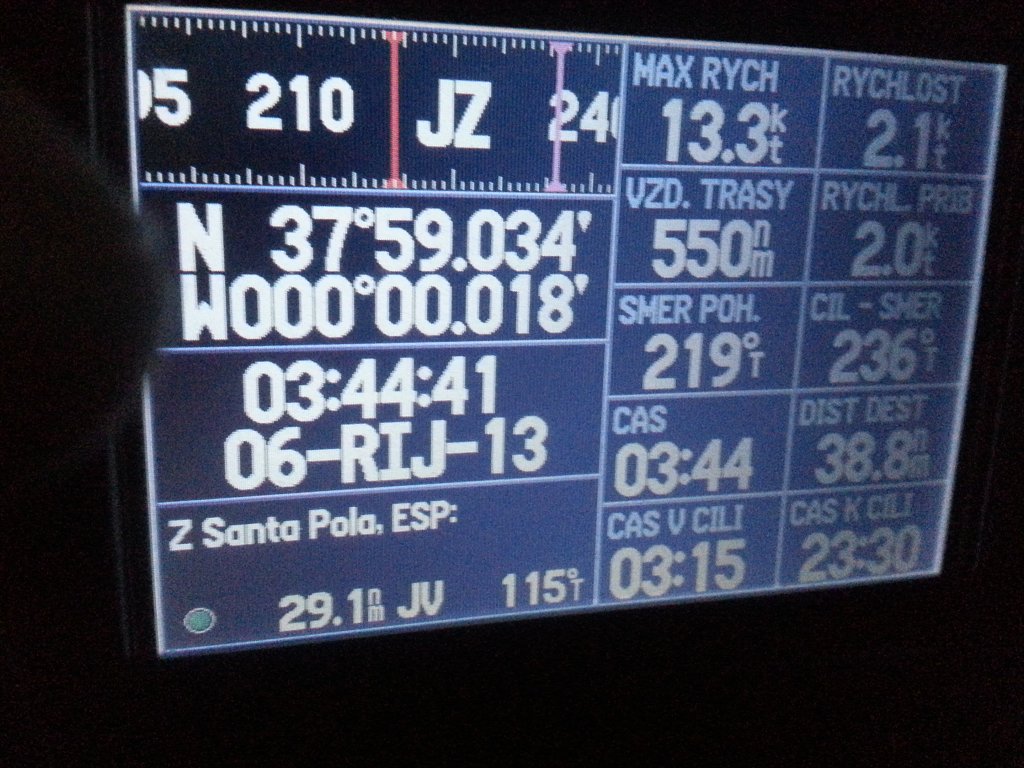 210 JZ
N 37°59.034'
W000°00.018'
03:44:41
06-RIJ-13
Z Santa Pola, ESP:
29.1nm JV 115°T
MAX RYCH
13.3kt
RYCHLOST
2.1kt
VZD. TRASY
550nm
RYCHL. PRIB
2.0kt
SMER POH.
219°T
CIL - SMER
236°T
CAS
03:44
DIST DEST
38.8nm
CAS V CILI
03:15
CAS K CILI
23:30